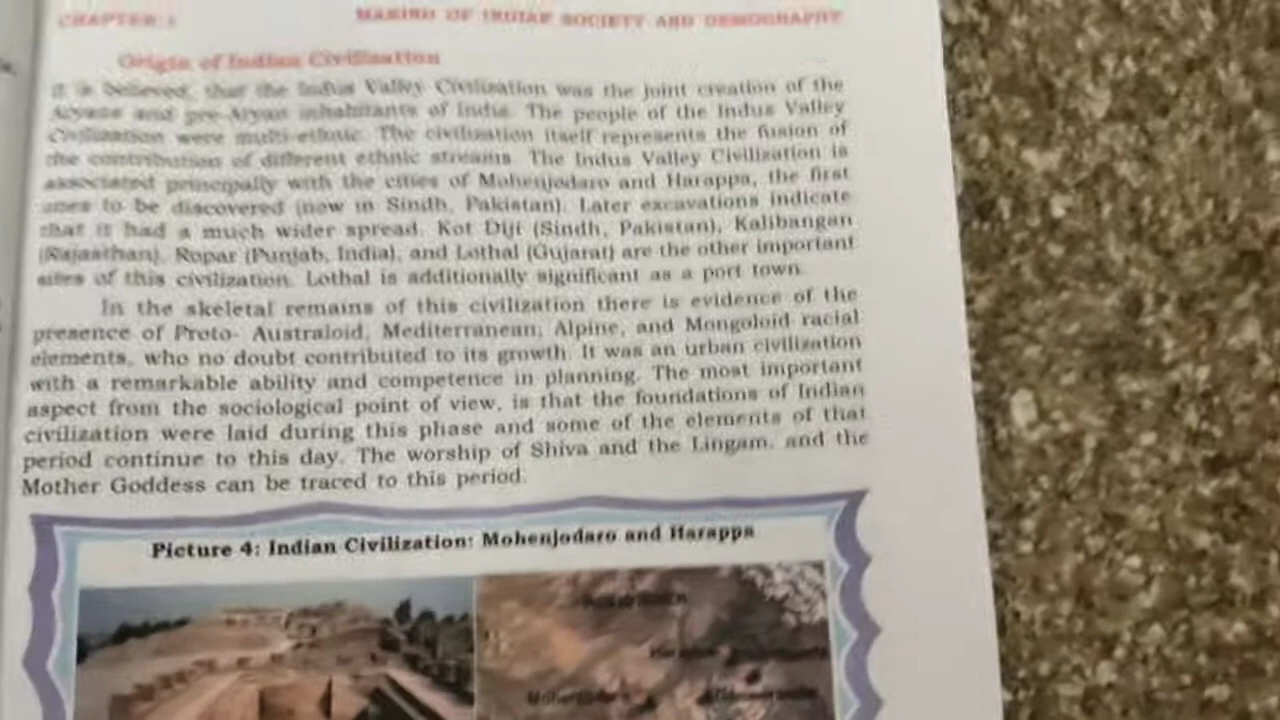 CHAPTER-1 MAKING OF INDIAN SOCIETY AND DEMOGRAPHY
Origin of Indian Civilisation
It is believed, that the Indus Valley Civilization was the joint creation of the
Aryans and pre-Aryan inhabitants of India. The people of the Indus Valley
Civilization were multi-ethnic. The civilization itself represents the fusion of
the contribution of different ethnic streams. The Indus Valley Civilization is
associated principally with the cities of Mohenjodaro and Harappa, the first
ones to be discovered (now in Sindh, Pakistan). Later excavations indicate
that it had a much wider spread. Kot Diji (Sindh, Pakistan), Kalibangan
(Rajasthan), Ropar (Punjab, India), and Lothal (Gujarat) are the other important
sites of this civilization. Lothal is additionally significant as a port town.
In the skeletal remains of this civilization there is evidence of the
presence of Proto- Australoid, Mediterranean, Alpine, and Mongoloid racial
elements, who no doubt contributed to its growth. It was an urban civilization
with a remarkable ability and competence in planning. The most important
aspect from the sociological point of view, is that the foundations of Indian
civilization were laid during this phase and some of the elements of that
period continue to this day. The worship of Shiva and the Lingam, and the
Mother Goddess can be traced to this period.
Picture 4: Indian Civilization: Mohenjodaro and Harappa